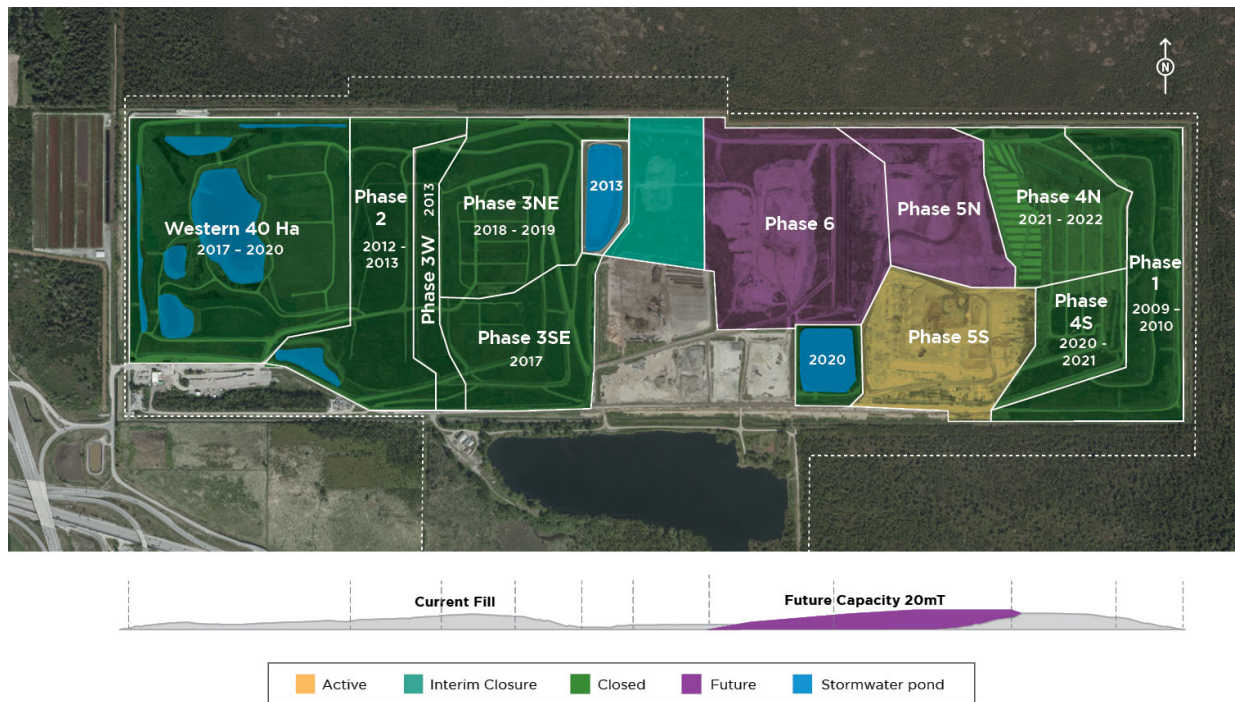 N
Western 40 Ha
2017 – 2020
Phase
2
2012 -
2013
Phase 3W 2013
Phase 3NE
2018 - 2019
Phase 3SE
2017
2013
Phase 6
2020
Phase 5N
Phase 5S
Phase 4N
2021 - 2022
Phase
4S
2020 -
2021
Phase
1
2009 –
2010
Current Fill
Future Capacity 20mT
Active
Interim Closure
Closed
Future
Stormwater pond